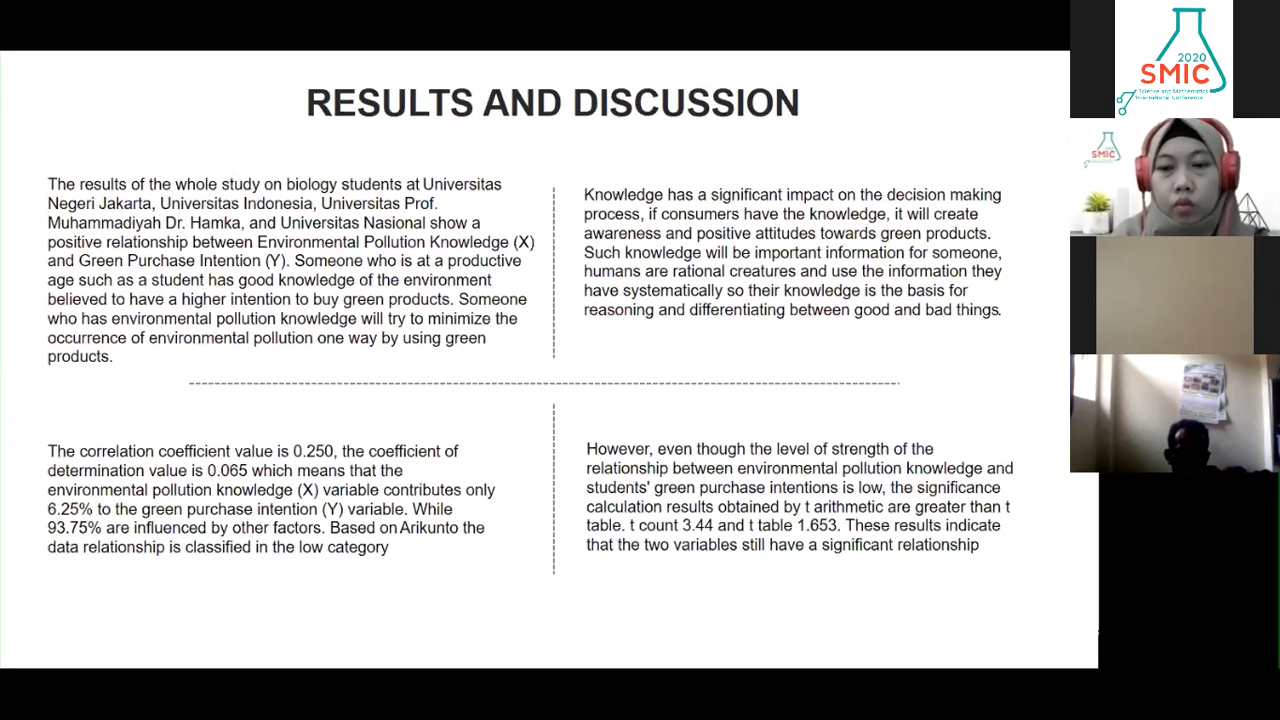 RESULTS AND DISCUSSION
The results of the whole study on biology students at Universitas
Negeri Jakarta, Universitas Indonesia, Universitas Prof.
Muhammadiyah Dr. Hamka, and Universitas Nasional show a
positive relationship between Environmental Pollution Knowledge (X)
and Green Purchase Intention (Y). Someone who is at a productive
age such as a student has good knowledge of the environment
believed to have a higher intention to buy green products. Someone
who has environmental pollution knowledge will try to minimize the
occurrence of environmental pollution one way by using green
products.
Knowledge has a significant impact on the decision making
process, if consumers have the knowledge, it will create
awareness and positive attitudes towards green products.
Such knowledge will be important information for someone,
humans are rational creatures and use the information they
have systematically so their knowledge is the basis for
reasoning and differentiating between good and bad things.
The correlation coefficient value is 0.250, the coefficient of
determination value is 0.065 which means that the
environmental pollution knowledge (X) variable contributes only
6.25% to the green purchase intention (Y) variable. While
93.75% are influenced by other factors. Based on Arikunto the
data relationship is classified in the low category
However, even though the level of strength of the
relationship between environmental pollution knowledge and
students' green purchase intentions is low, the significance
calculation results obtained by t arithmetic are greater than t
table. t count 3.44 and t table 1.653. These results indicate
that the two variables still have a significant relationship
2020
SMIC
Science and Mathematics
International Conference
SMIC